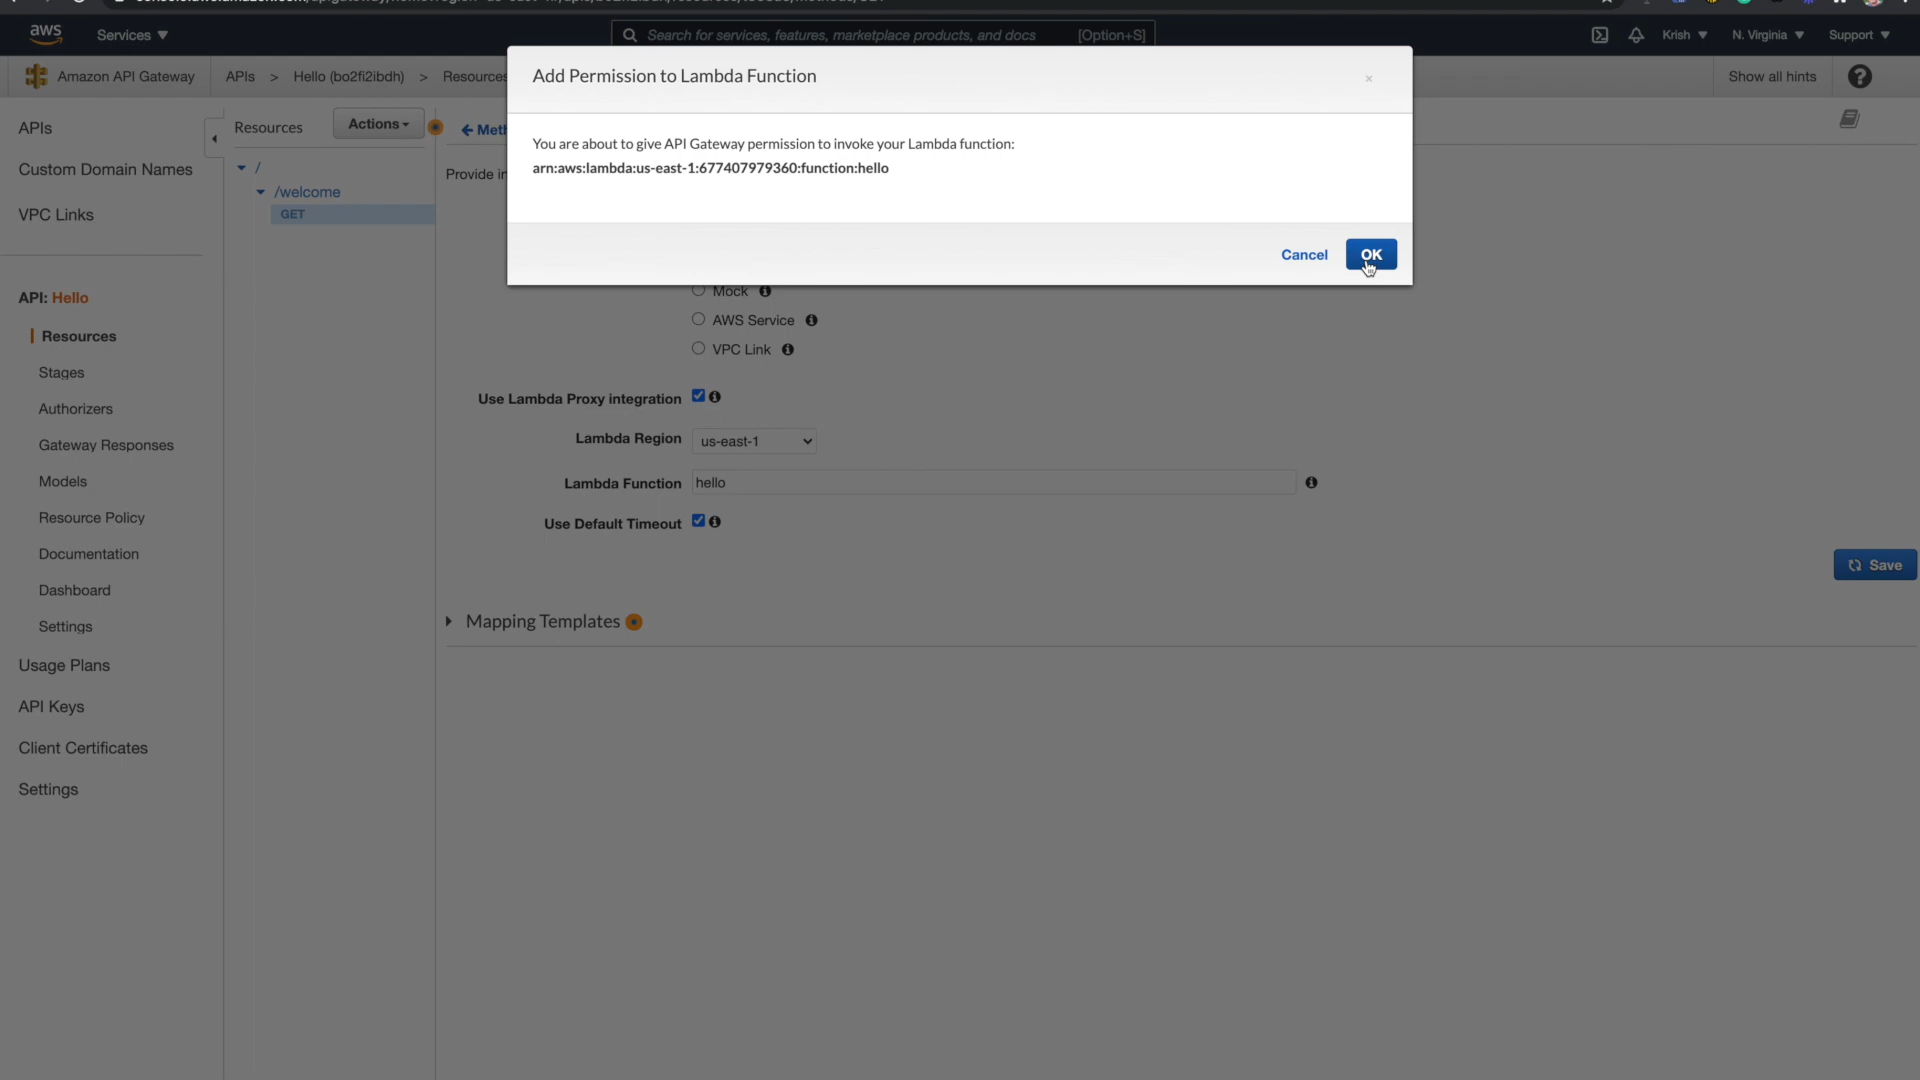 aws
Services ▼
Search for services, features, marketplace products, and docs
[Option+S]
Krish ▼
N. Virginia ▼
Support ▼
Amazon API Gateway
APIs > Hello (bo2fi2ibdh) > Resources
Show all hints
?
Add Permission to Lambda Function
×
You are about to give API Gateway permission to invoke your Lambda function:
arn:aws:lambda:us-east-1:677407979360:function:hello
Cancel
OK
APIs
Custom Domain Names
VPC Links
API: Hello
Resources
Stages
Authorizers
Gateway Responses
Models
Resource Policy
Documentation
Dashboard
Settings
Usage Plans
API Keys
Client Certificates
Settings
Resources
Actions
/
/welcome
GET
← Meth
Provide in
Mock
AWS Service
VPC Link
Use Lambda Proxy integration
Lambda Region
us-east-1
Lambda Function
hello
Use Default Timeout
Save
Mapping Templates